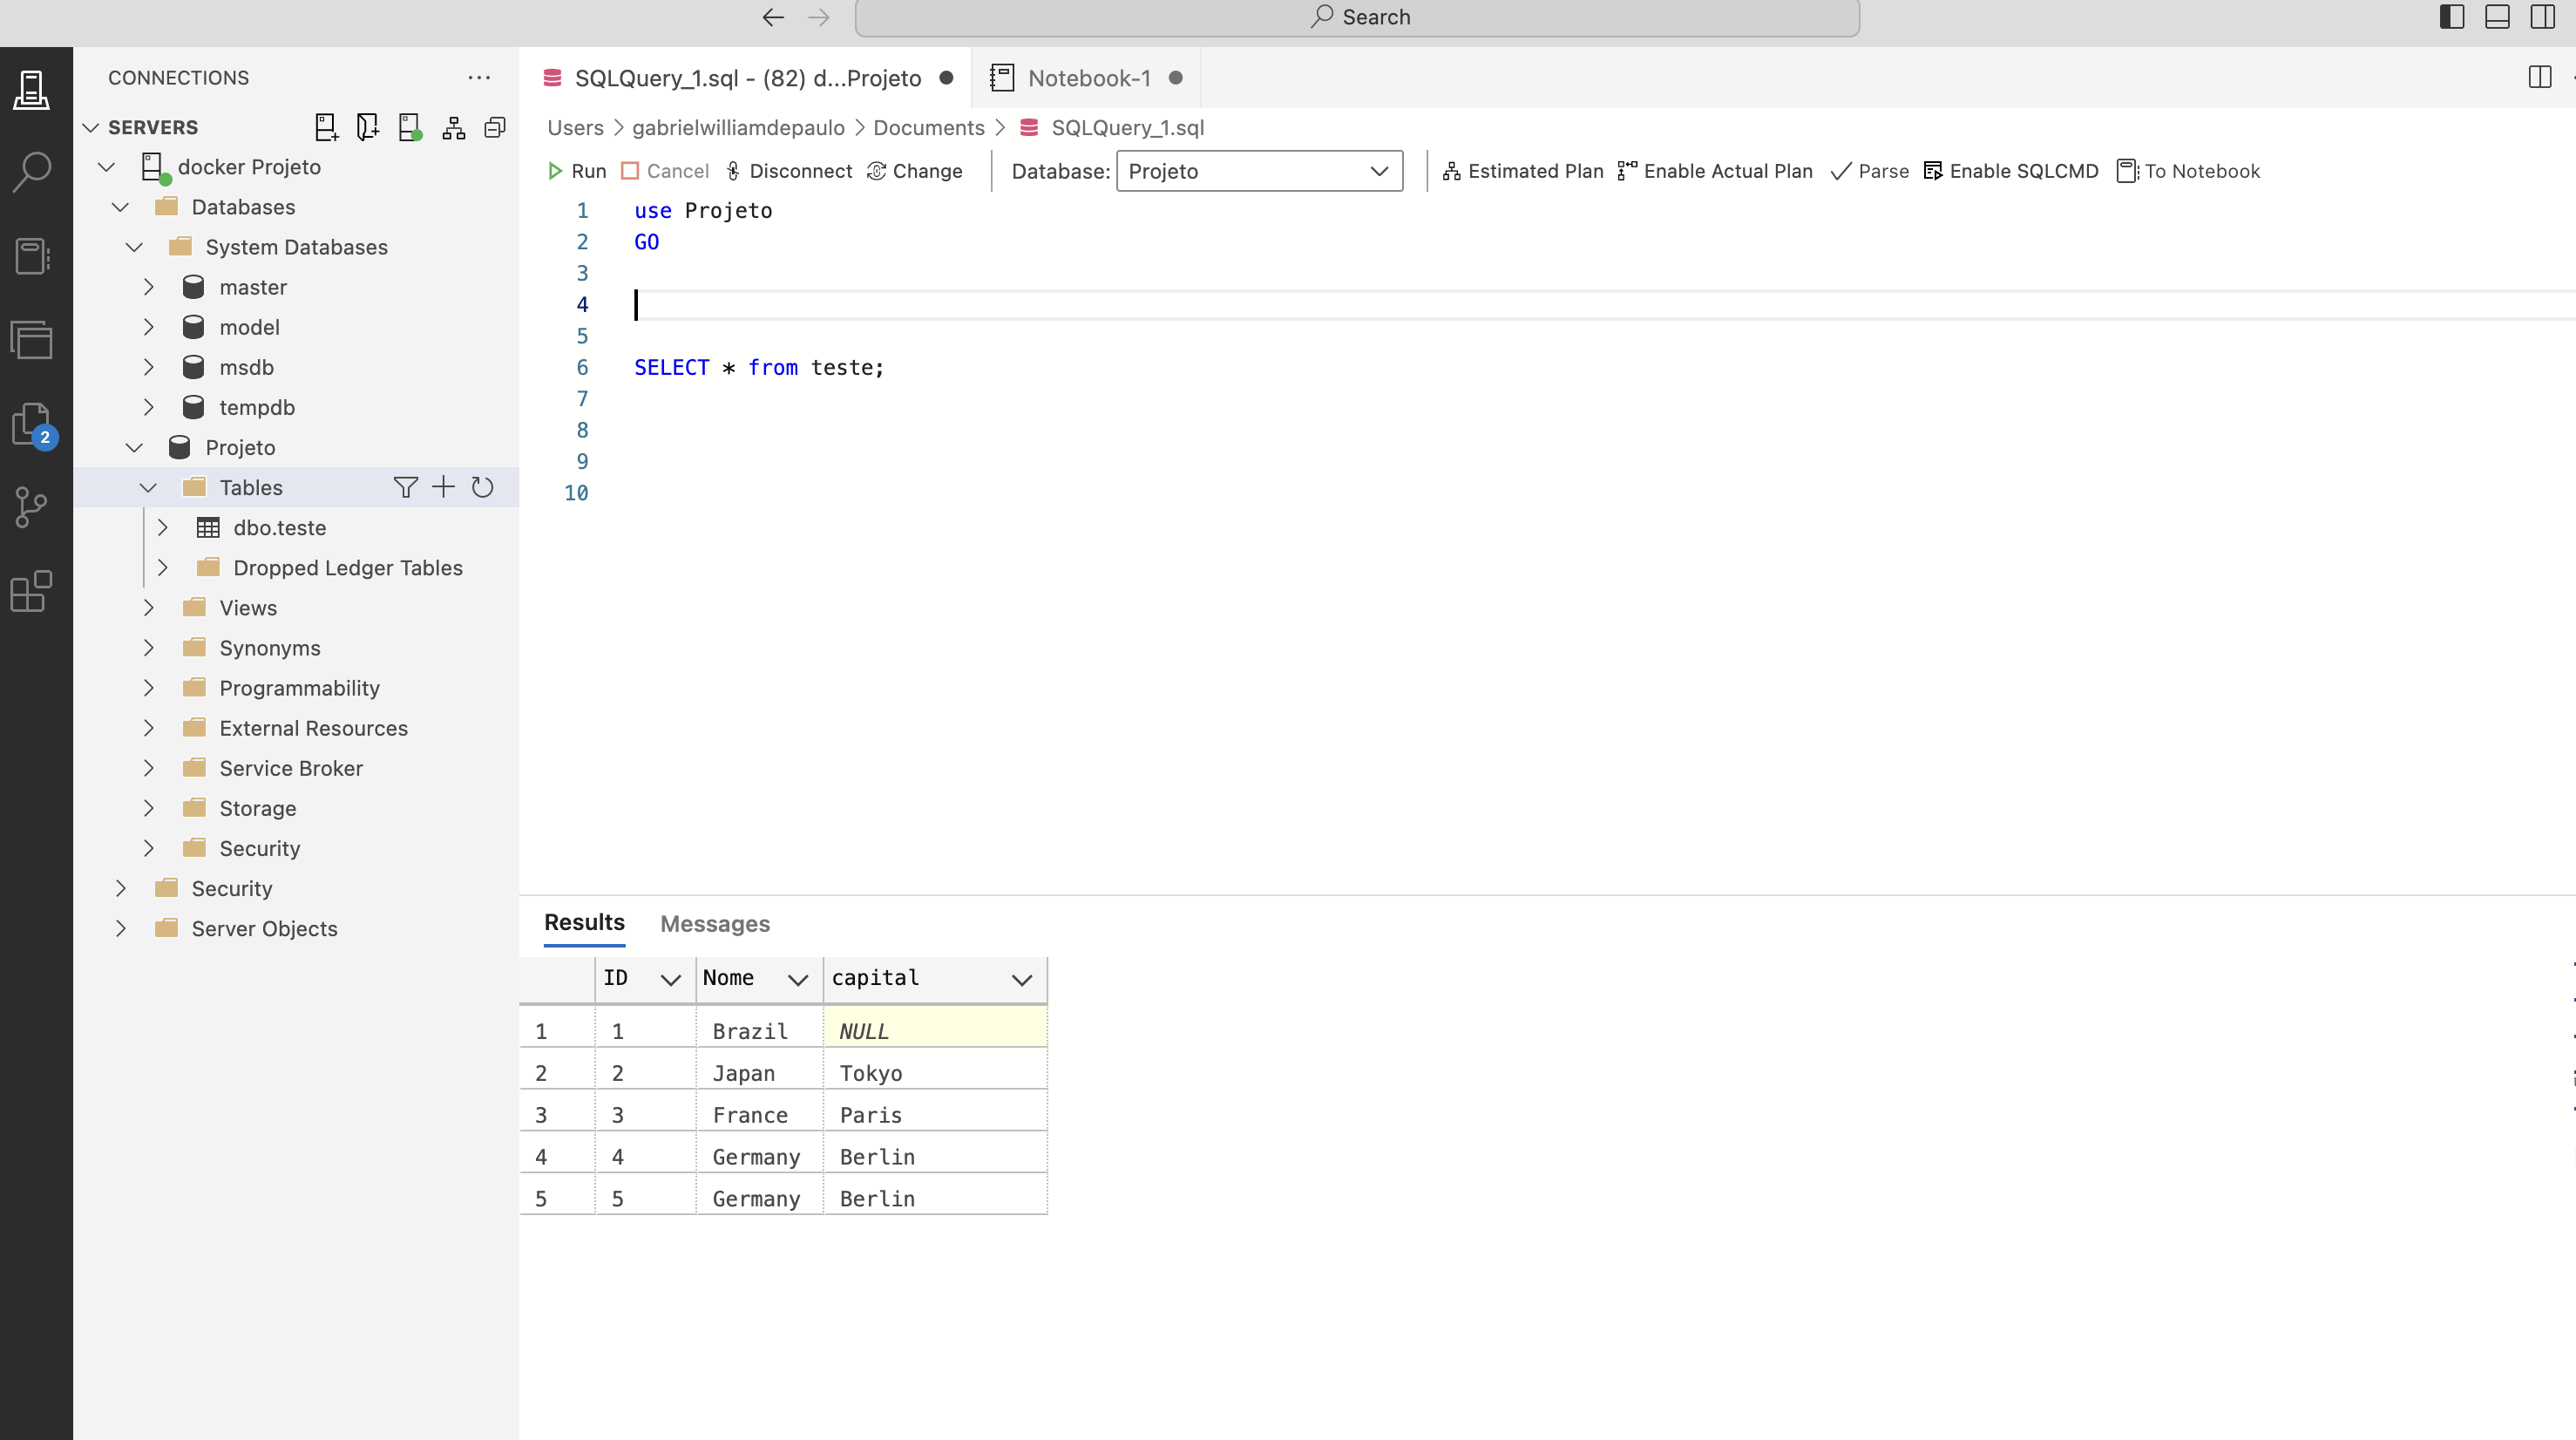 Search
CONNECTIONS
SERVERS
docker Projeto
Databases
System Databases
master
model
msdb
tempdb
Projeto
Tables
dbo.teste
Dropped Ledger Tables
Views
Synonyms
Programmability
External Resources
Service Broker
Storage
Security
Security
Server Objects
2
SQLQuery_1.sql - (82) d...Projeto
Notebook-1
Users > gabrielwilliamdepaulo > Documents > SQLQuery_1.sql
Run Cancel Disconnect Change Database: Projeto Estimated Plan Enable Actual Plan Parse Enable SQLCMD To Notebook
1 use Projeto
2 GO
3
4
5
6 SELECT * from teste;
7
8
9
10
Results Messages
ID Nome capital
1 1 Brazil NULL
2 2 Japan Tokyo
3 3 France Paris
4 4 Germany Berlin
5 5 Germany Berlin